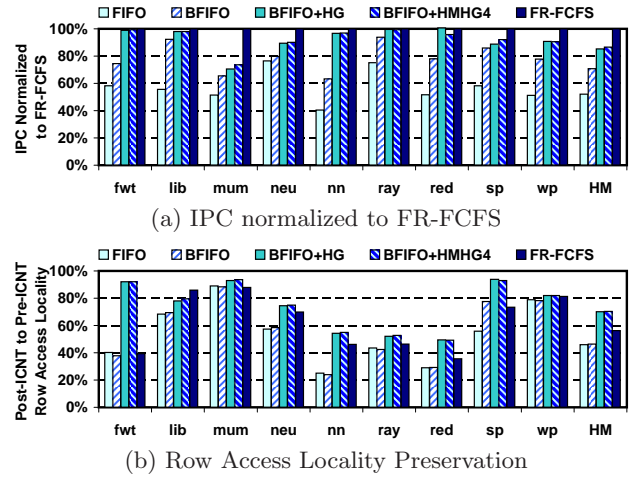 FIFO BFIFO BFIFO+HG BFIFO+HMHG4 FR-FCFS
IPC Normalized
to FR-FCFS
100%
80%
60%
40%
20%
0%
fwt lib mum neu nn ray red sp wp HM
(a) IPC normalized to FR-FCFS
FIFO BFIFO BFIFO+HG BFIFO+HMHG4 FR-FCFS
Post-ICNT to Pre-ICNT
Row Access Locality
100%
80%
60%
40%
20%
0%
fwt lib mum neu nn ray red sp wp HM
(b) Row Access Locality Preservation